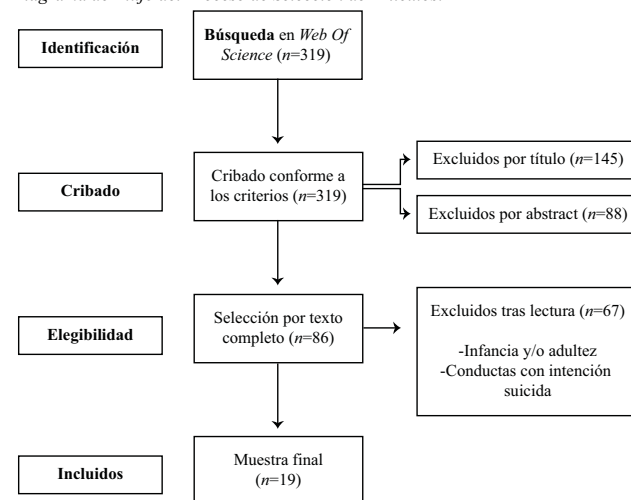 Identificación
Búsqueda en Web Of
Science (n=319)
Cribado
Cribado conforme a
los criterios (n=319)
Excluidos por título (n=145)
Excluidos por abstract (n=88)
Elegibilidad
Selección por texto
completo (n=86)
Excluidos tras lectura (n=67)
-Infancia y/o adultez
-Conductas con intención
suicida
Incluidos
Muestra final
(n=19)